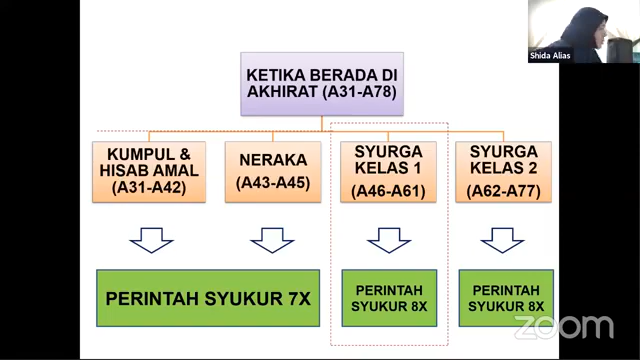 Shida Alias
KETIKA BERADA DI
AKHIRAT (A31-A78)
KUMPUL &
HISAB AMAL
(A31-A42)
NERAKA
(A43-A45)
SYURGA
KELAS 1
(A46-A61)
SYURGA
KELAS 2
(A62-A77)
PERINTAH SYUKUR 7X
PERINTAH
SYUKUR 8X
PERINTAH
SYUKUR 8X
zoom